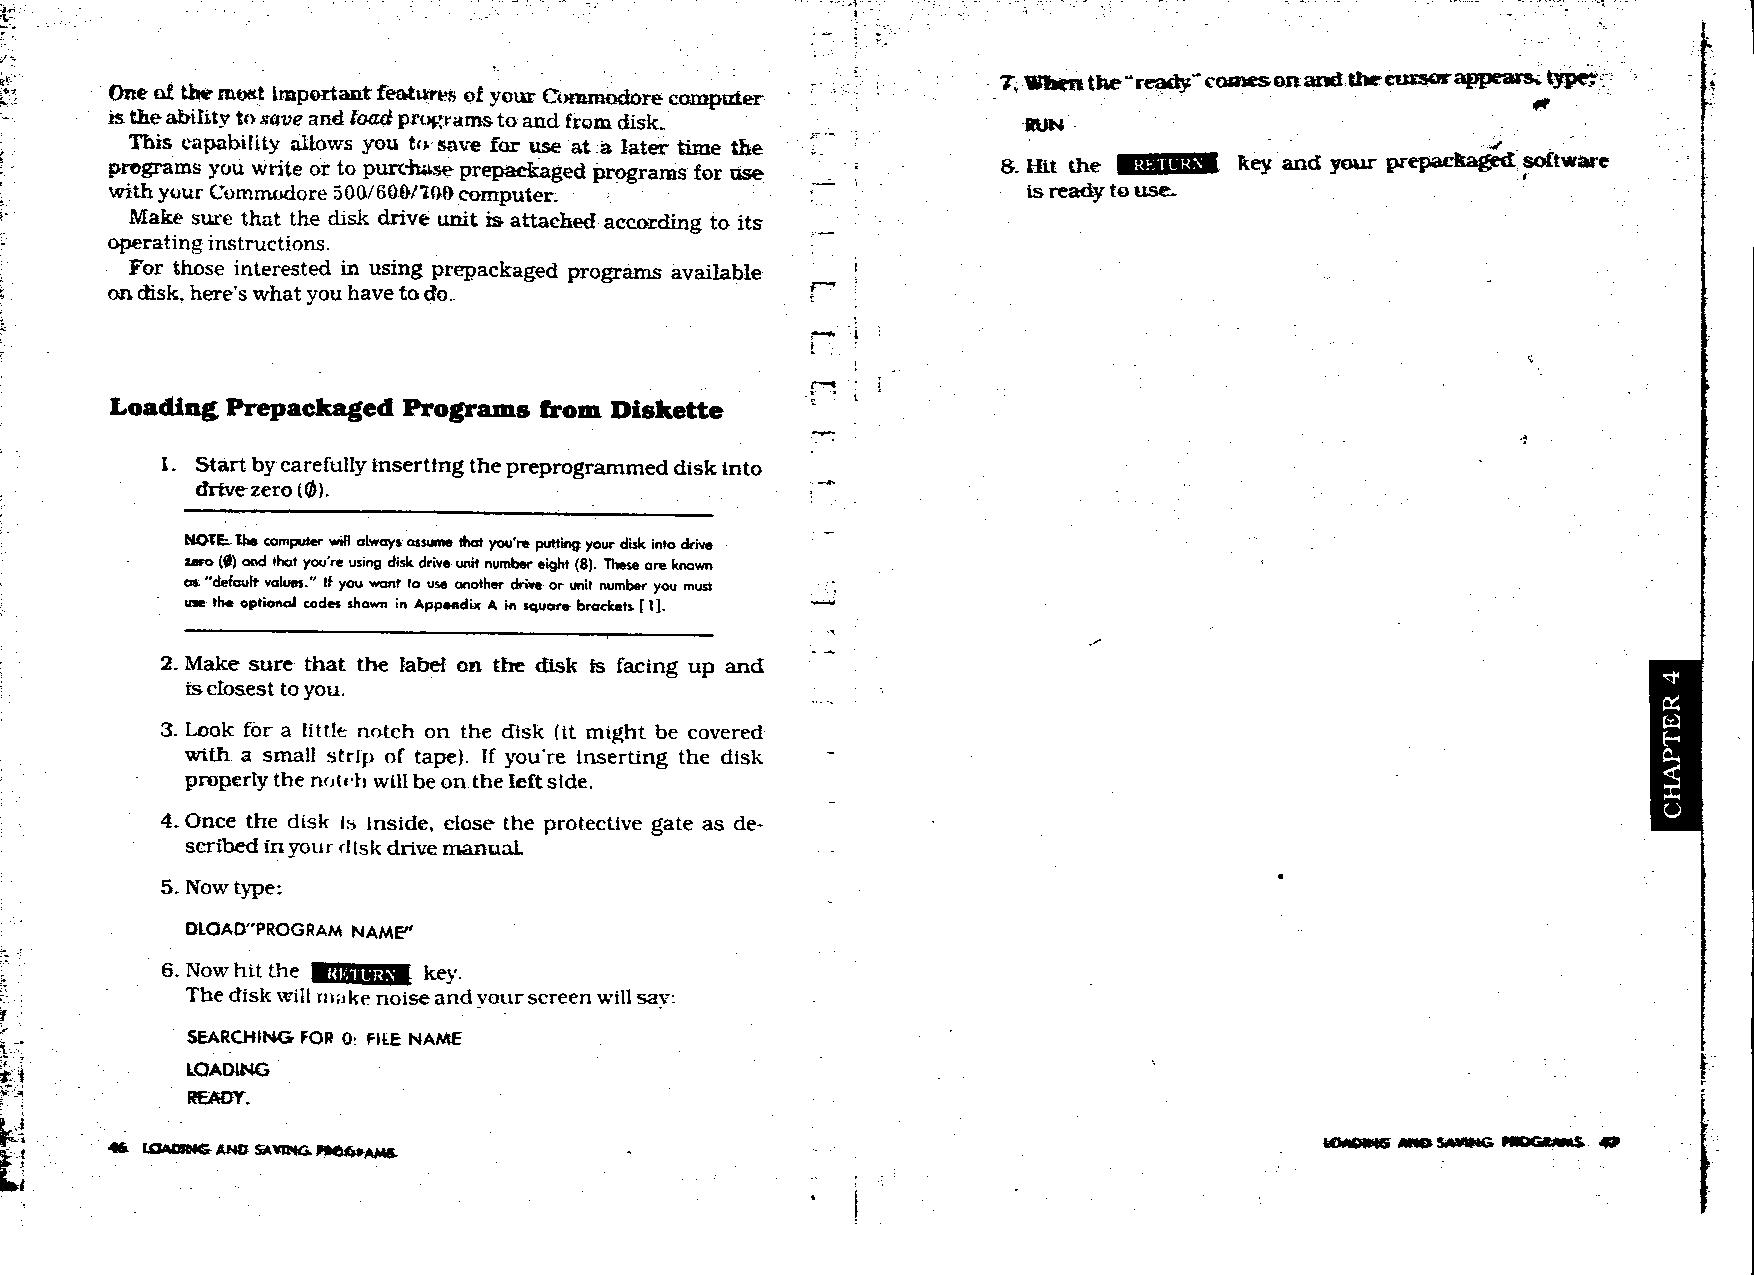 One of the most important features of your Commodore computer
is the ability to save and load programs to and from disk.
This capability allows you to save for use at a later time the
programs you write or to purchase prepackaged programs for use
with your Commodore 500/600/700 computer.
Make sure that the disk drive unit is attached according to its
operating instructions.
For those interested in using prepackaged programs available
on disk, here's what you have to do.
Loading Prepackaged Programs from Diskette
1. Start by carefully inserting the preprogrammed disk into
drive zero (Ø).
NOTE: The computer will always assume that you're putting your disk into drive
zero (Ø) and that you're using disk drive unit number eight (8). These are known
as "default values." If you want to use another drive or unit number you must
use the optional codes shown in Appendix A in square brackets [ ].
2. Make sure that the label on the disk is facing up and
is closest to you.
3. Look for a little notch on the disk (it might be covered
with a small strip of tape). If you're inserting the disk
properly the notch will be on the left side.
4. Once the disk is inside, close the protective gate as de-
scribed in your disk drive manual.
5. Now type:
DLOAD"PROGRAM NAME"
6. Now hit the RETURN key.
The disk will make noise and your screen will say:
SEARCHING FOR 0: FILE NAME
LOADING
READY.
46 LOADING AND SAVING PROGRAMS
7. When the "ready" comes on and the cursor appears, type:
RUN
8. Hit the RETURN key and your prepackaged software
is ready to use.
CHAPTER 4
LOADING AND SAVING PROGRAMS 47